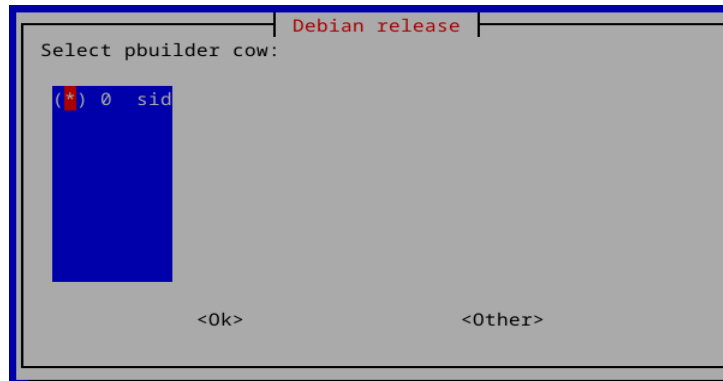 Debian release
Select pbuilder cow:
(*) 0 sid
<Ok> <Other>